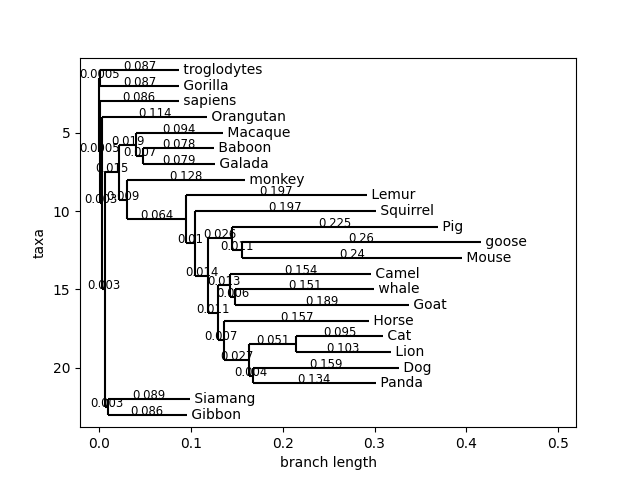 0.087 troglodytes
0.0005
0.087 Gorilla
0.086 sapiens
0.114 Orangutan
0.094 Macaque
0.019
0.078 Baboon
0.0005
0.007
0.079 Galada
0.015
0.128 monkey
0.197 Lemur
0.003
0.009
0.064
0.197 Squirrel
0.225 Pig
0.026
0.01
0.26 goose
0.011
0.24 Mouse
0.014
0.154 Camel
0.013
0.003
0.151 whale
0.006
0.189 Goat
0.011
0.157 Horse
0.007
0.095 Cat
0.051
0.103 Lion
0.027
0.159 Dog
0.004
0.134 Panda
0.089 Siamang
0.003
0.086 Gibbon
5
10
15
20
taxa
0.0 0.1 0.2 0.3 0.4 0.5
branch length